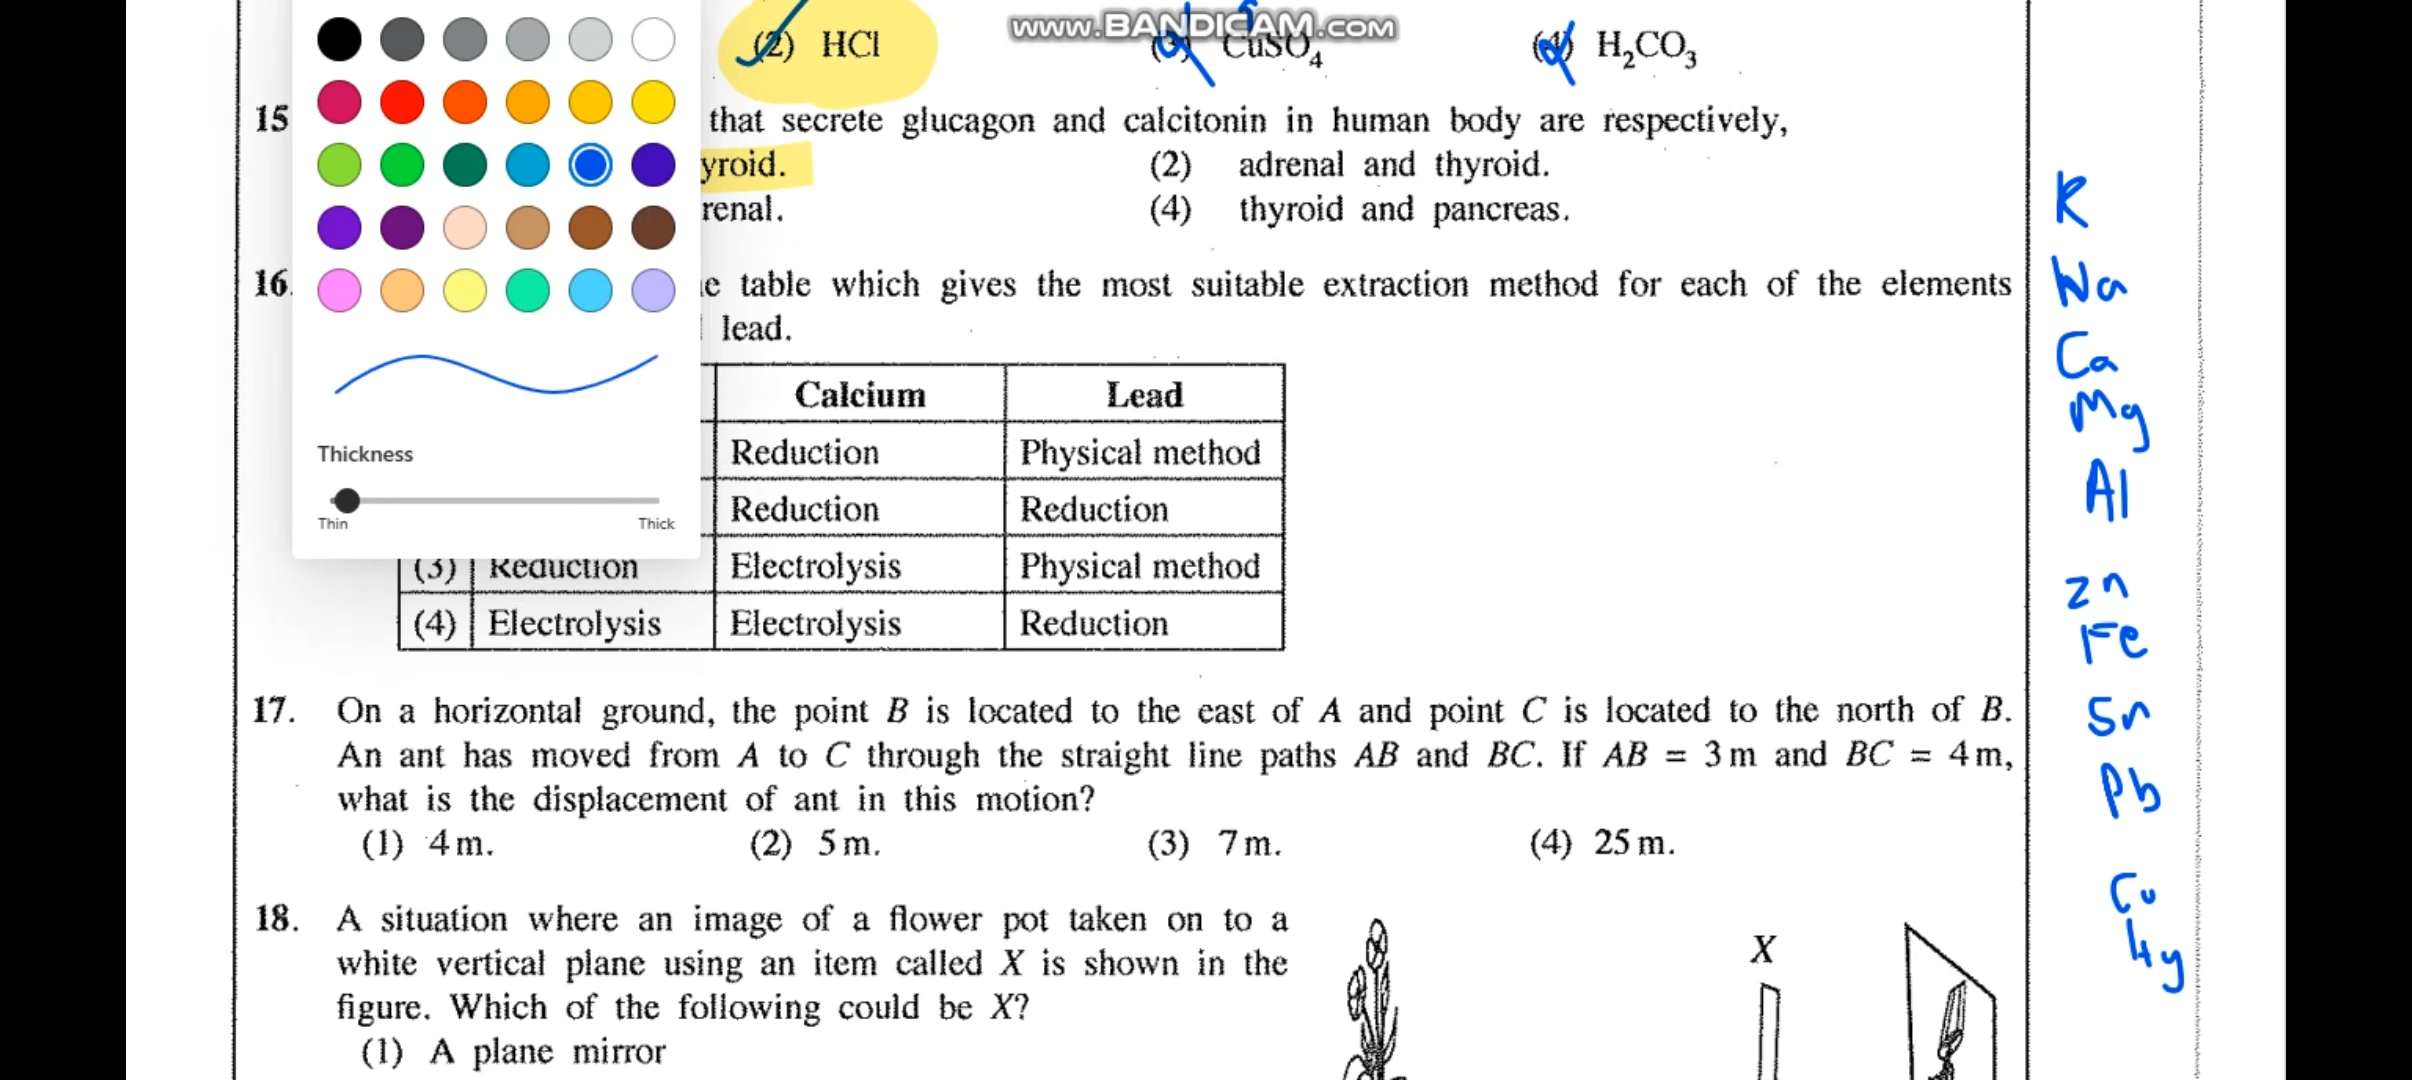 www.BANDICAM.com
(2) HCl CuSO4 H2CO3
15 that secrete glucagon and calcitonin in human body are respectively,
yroid. (2) adrenal and thyroid.
renal. (4) thyroid and pancreas.
16. e table which gives the most suitable extraction method for each of the elements
lead.
Calcium Lead
Reduction Physical method
Reduction Reduction
(3) Reduction Electrolysis Physical method
(4) Electrolysis Electrolysis Reduction
17. On a horizontal ground, the point B is located to the east of A and point C is located to the north of B.
An ant has moved from A to C through the straight line paths AB and BC. If AB = 3 m and BC = 4 m,
what is the displacement of ant in this motion?
(1) 4 m. (2) 5 m. (3) 7 m. (4) 25 m.
18. A situation where an image of a flower pot taken on to a
white vertical plane using an item called X is shown in the
figure. Which of the following could be X?
(1) A plane mirror
X
Thickness
Thin Thick
K
Na
Ca
Mg
Al
Zn
Fe
Sn
Pb
Cu
Hg